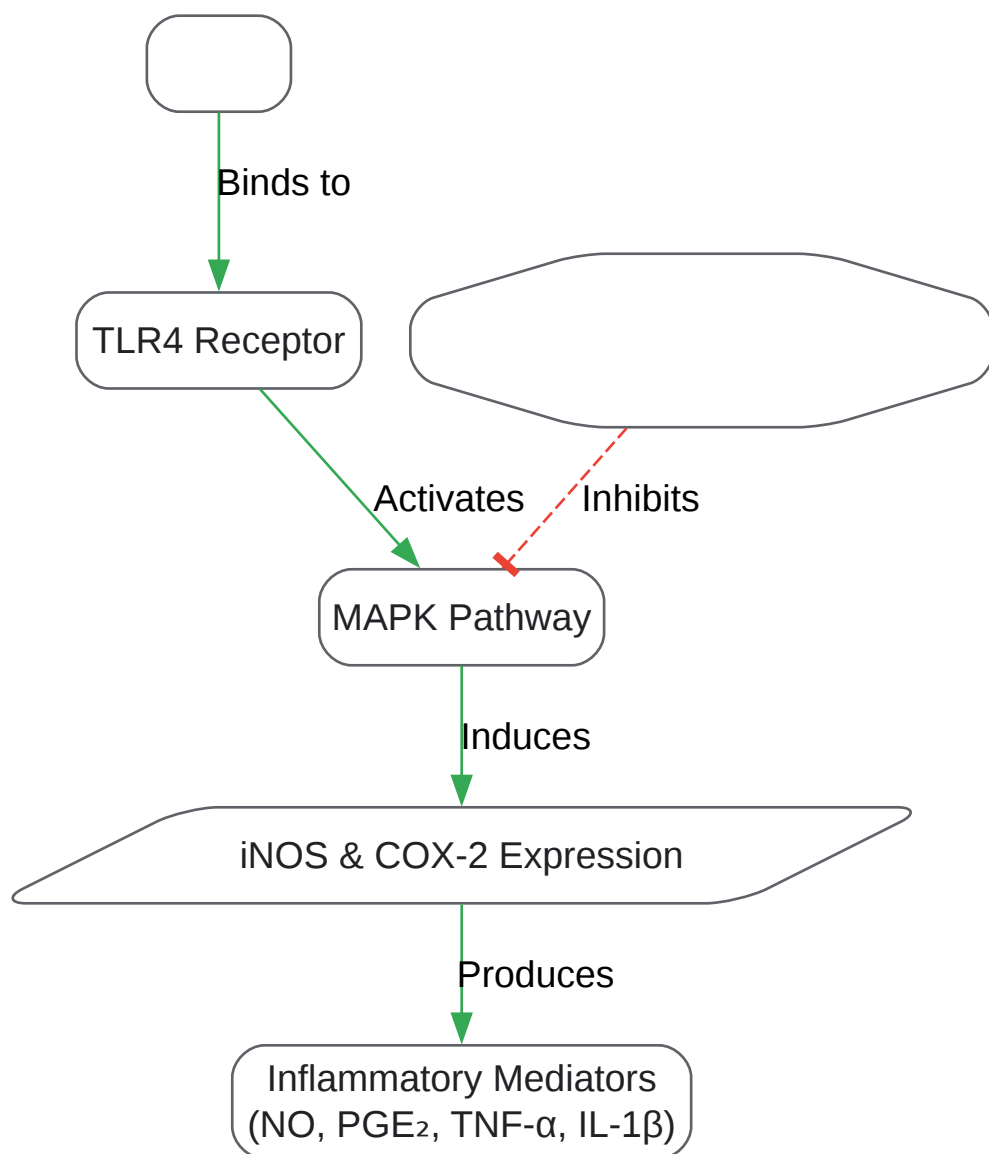 Binds to
TLR4 Receptor
Activates
Inhibits
MAPK Pathway
Induces
iNOS & COX-2 Expression
Produces
Inflammatory Mediators
(NO, PGE₂, TNF-α, IL-1β)